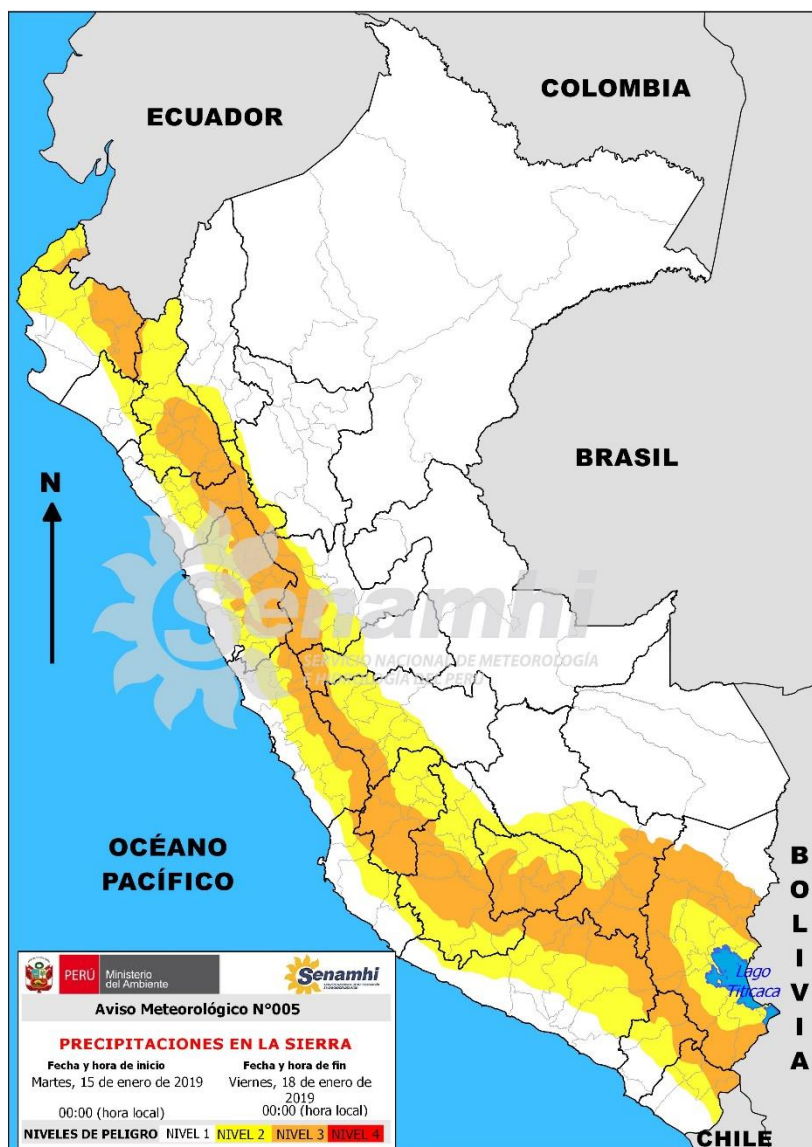 COLOMBIA
ECUADOR
BRASIL
N
Senamhi
SERVICIO NACIONAL DE METEOROLOGÍA
E HIDROLOGÍA DEL PERÚ
OCÉANO
PACÍFICO
BOLIVIA
Lago
Titicaca
CHILE
PERÚ
Ministerio
del Ambiente
Senamhi
Aviso Meteorológico N°005
PRECIPITACIONES EN LA SIERRA
Fecha y hora de inicio
Martes, 15 de enero de 2019
00:00 (hora local)
Fecha y hora de fin
Viernes, 18 de enero de
2019
00:00 (hora local)
NIVELES DE PELIGRO NIVEL 1 NIVEL 2 NIVEL 3 NIVEL 4